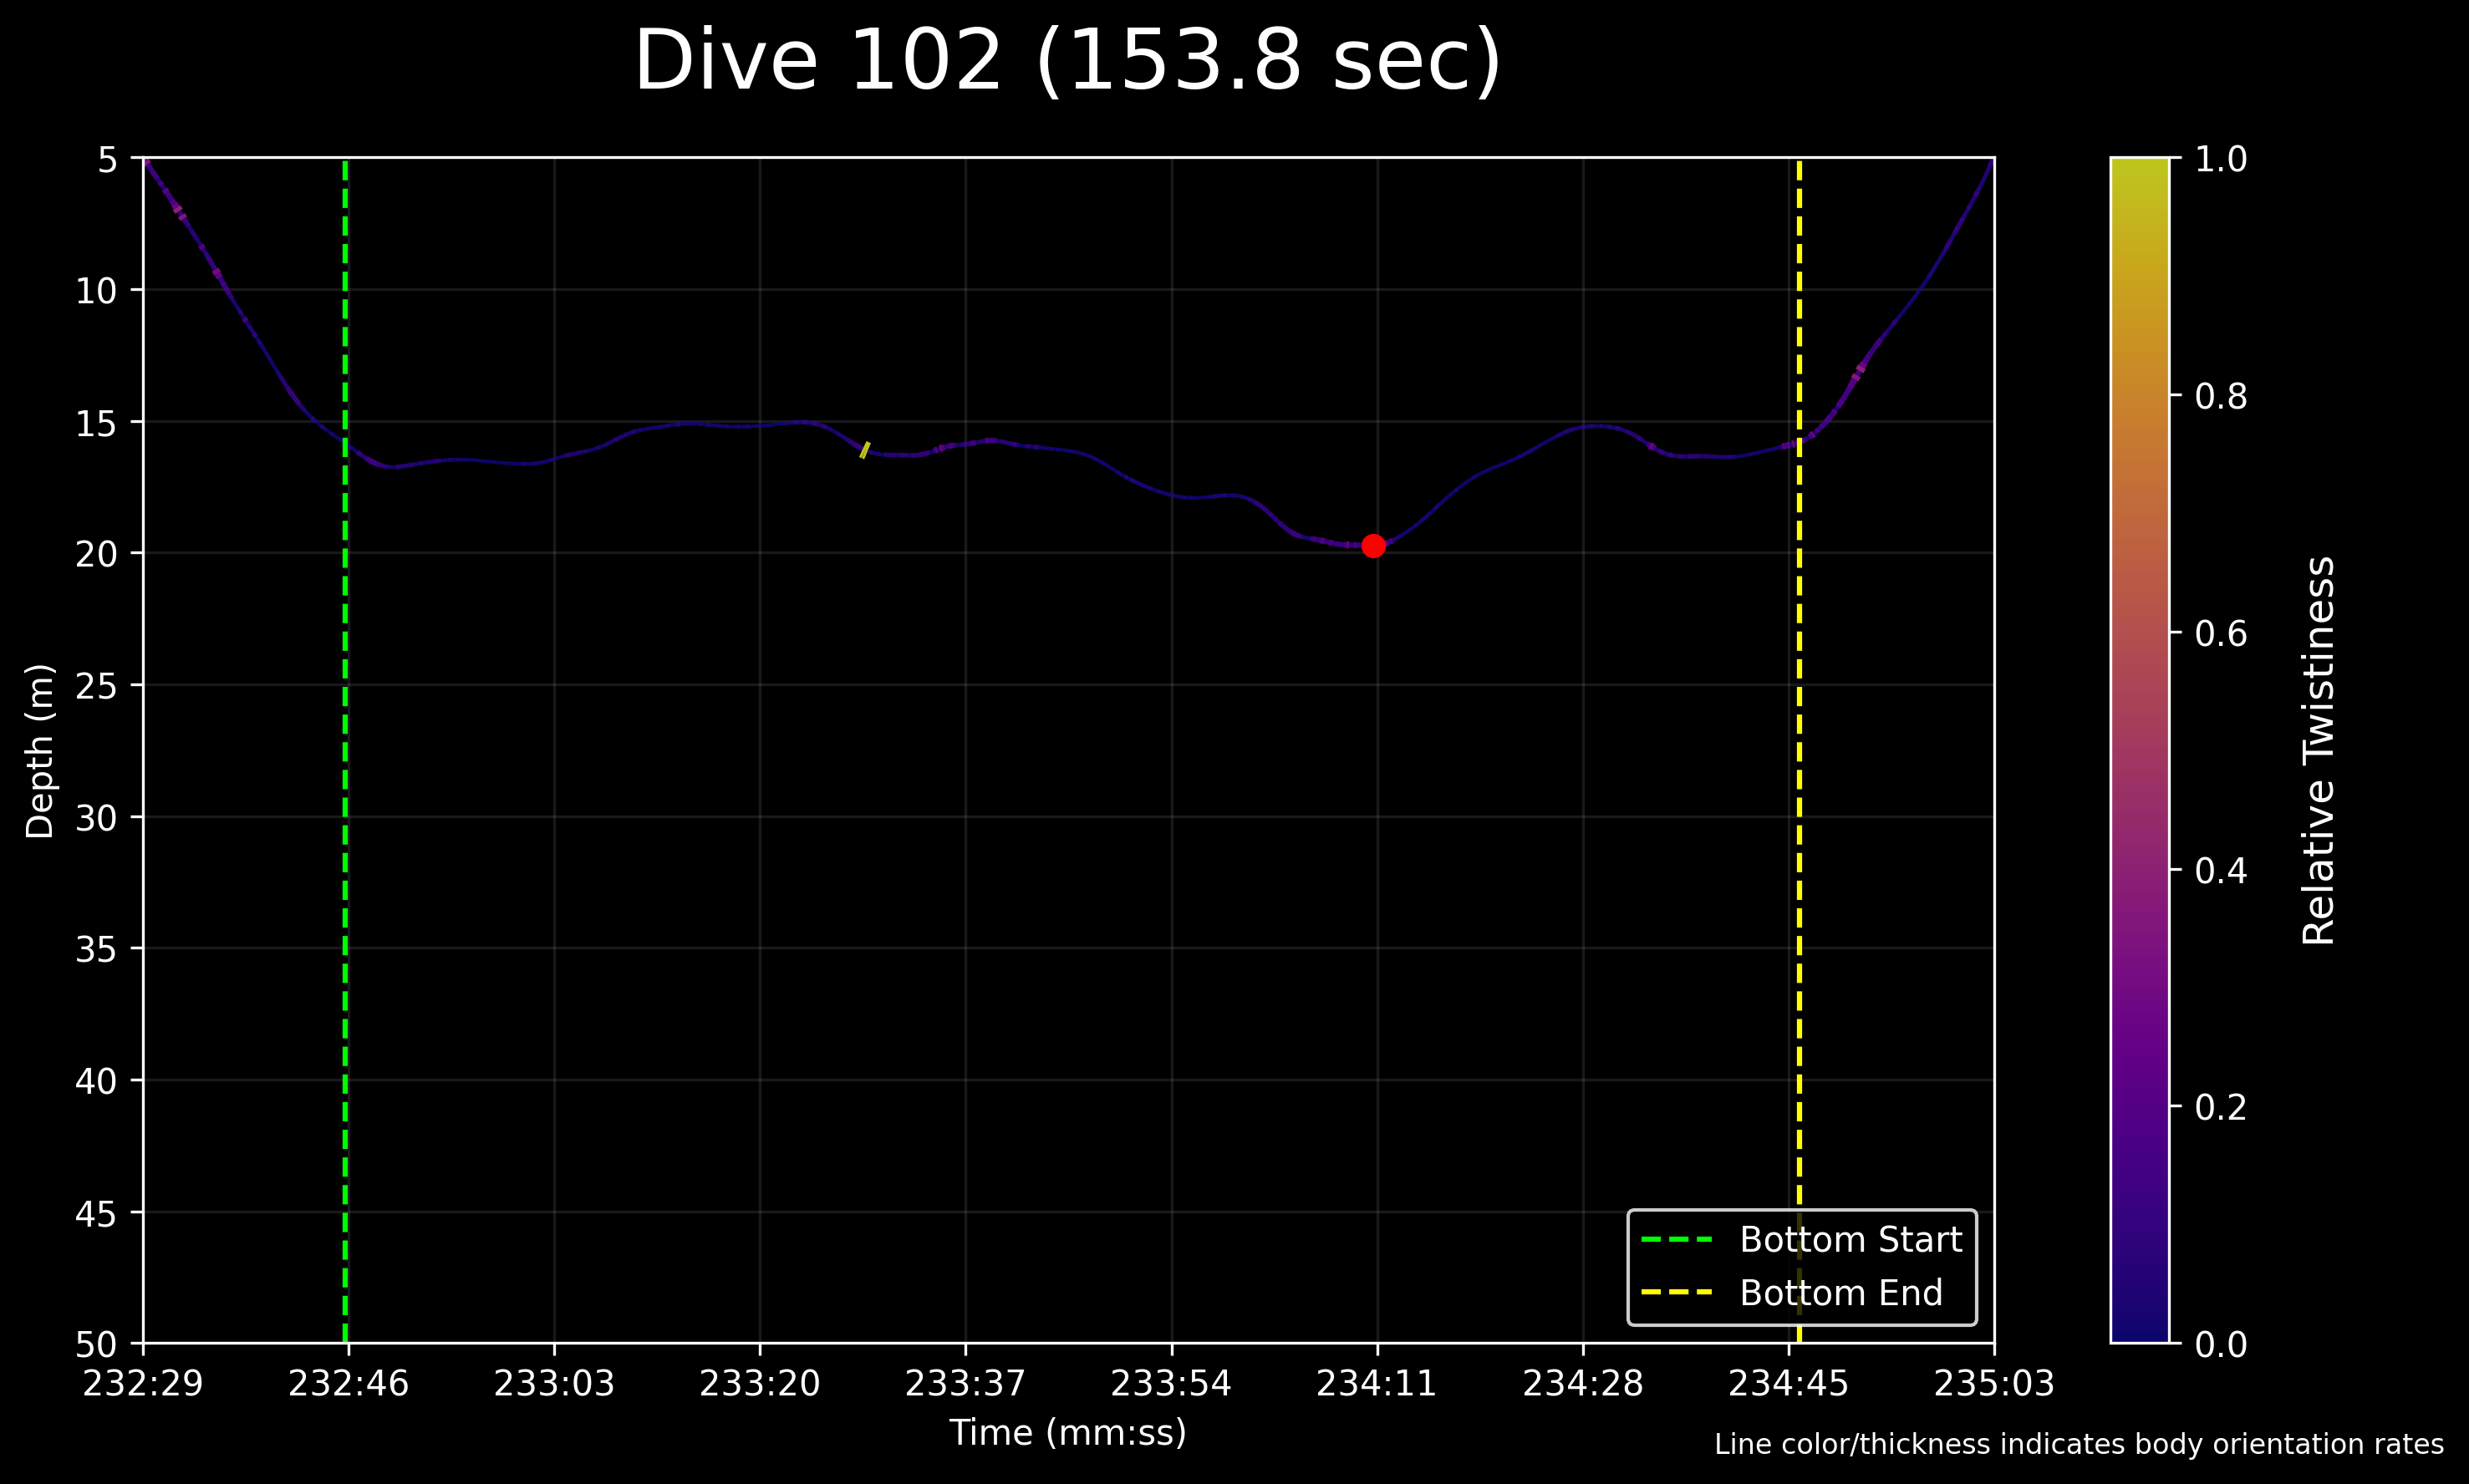 Dive 102 (153.8 sec)
5
10
15
20
25
30
35
40
45
50
Depth (m)
232:29 232:46 233:03 233:20 233:37 233:54 234:11 234:28 234:45 235:03
Time (mm:ss)
Bottom Start
Bottom End
1.0
0.8
0.6
0.4
0.2
0.0
Relative Twistiness
Line color/thickness indicates body orientation rates